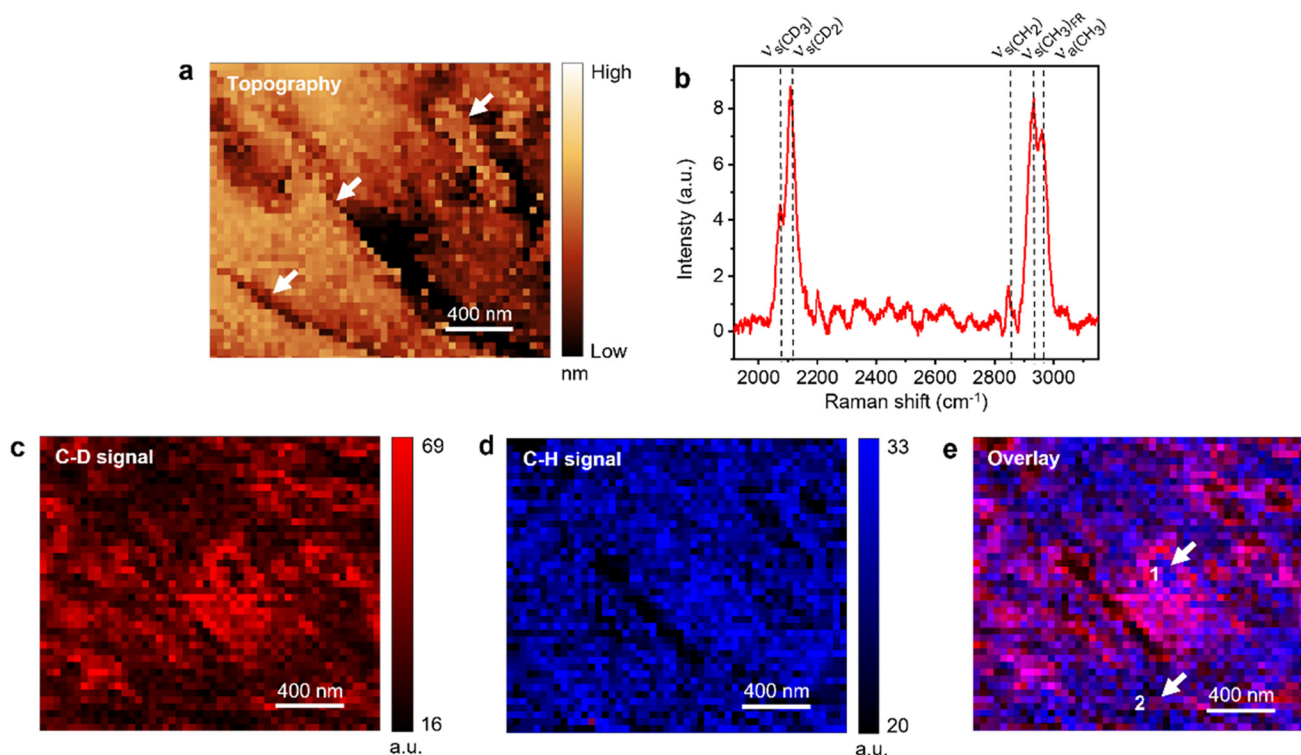 a
Topography
High
400 nm
Low
nm
b
νs(CD3)
νs(CD2)
νs(CH2)
νs(CH3)/FR
νa(CH3)
Intensty (a.u.)
8
6
4
2
0
2000 2200 2400 2600 2800 3000
Raman shift (cm⁻¹)
c
C-D signal
69
400 nm
16
a.u.
d
C-H signal
33
400 nm
20
a.u.
e
Overlay
1
2
400 nm